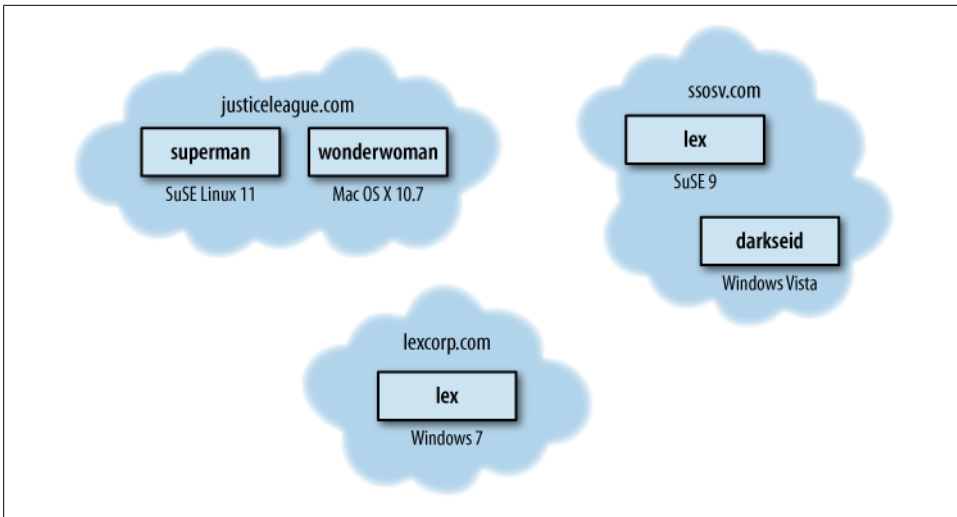 justiceleague.com
superman
SuSE Linux 11
wonderwoman
Mac OS X 10.7
ssosv.com
lex
SuSE 9
darkseid
Windows Vista
lexcorp.com
lex
Windows 7